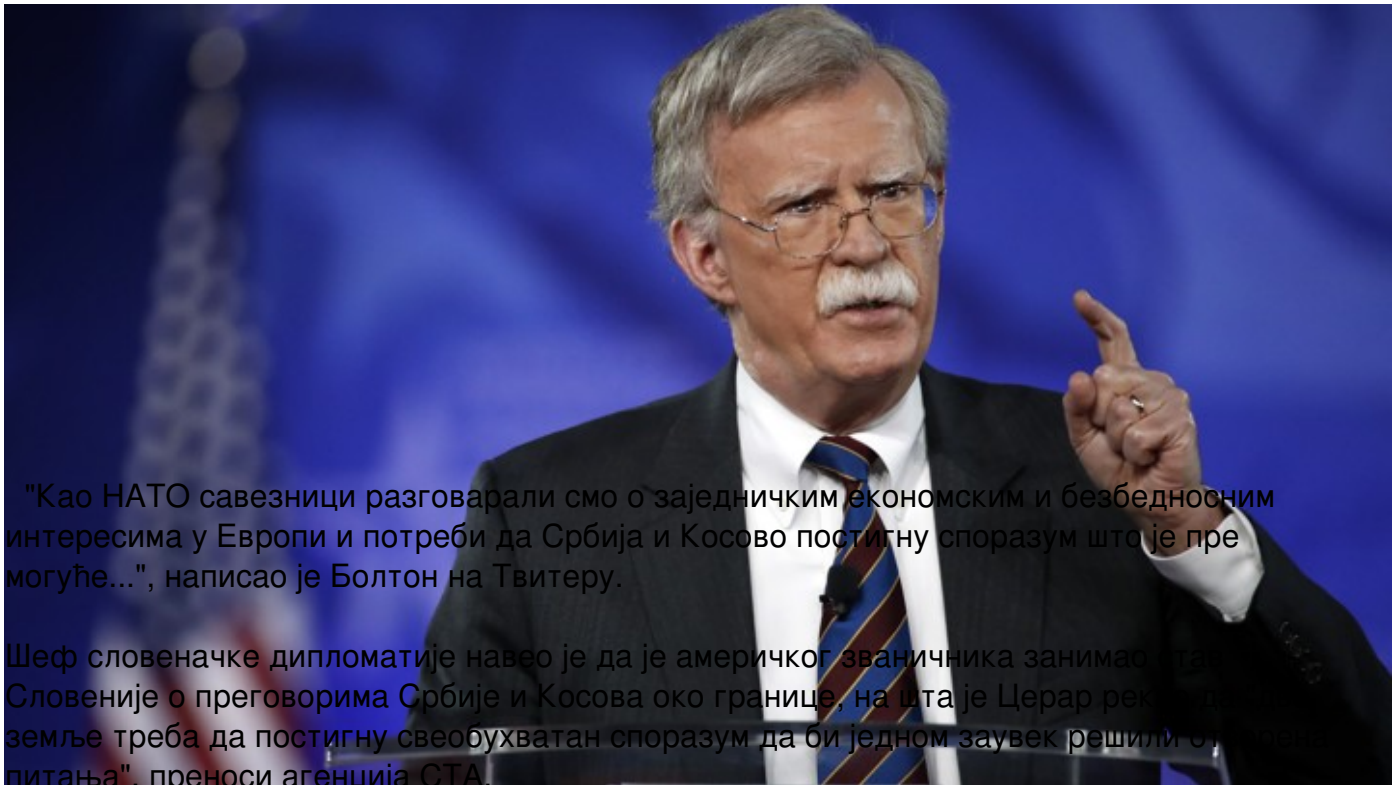 "Као НАТО савезници разговарали смо о заједничким економским и безбедносним
интересима у Европи и потреби да Србија и Косово постигну споразум што је пре
могуће...", написао је Болтон на Твитеру.
Шеф словеначке дипломатије навео је да је америчког званичника занимао став
Словеније о преговорима Србије и Косова око границе, на шта је Церар
земље треба да постигну свеобухватан споразум да би једном заувек решили отворена
питања", преноси агенција СТА.